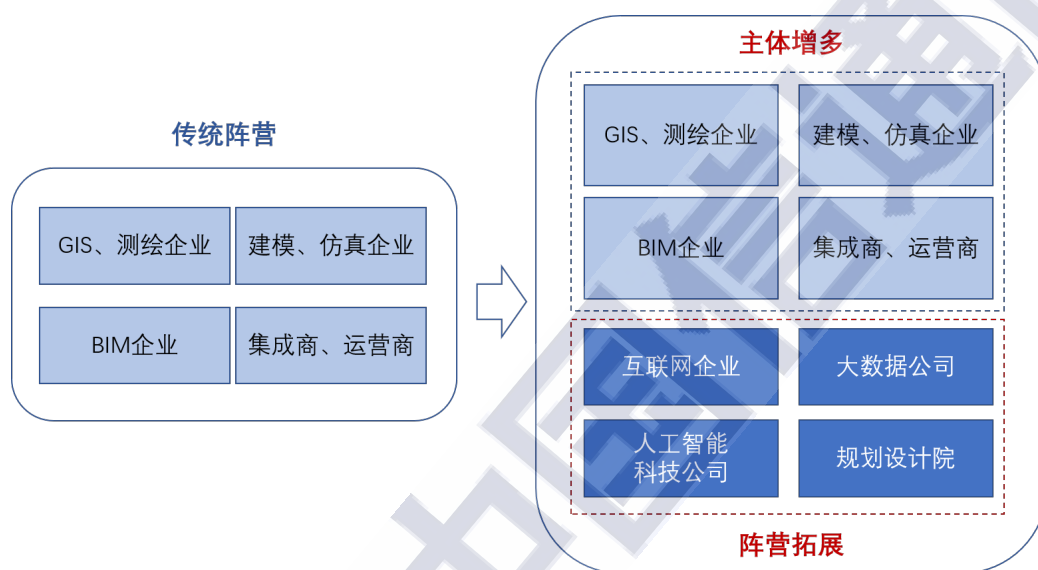 传统阵营
GIS、测绘企业
建模、仿真企业
BIM企业
集成商、运营商
主体增多
GIS、测绘企业
建模、仿真企业
BIM企业
集成商、运营商
互联网企业
大数据公司
人工智能
科技公司
规划设计院
阵营拓展
中国信通